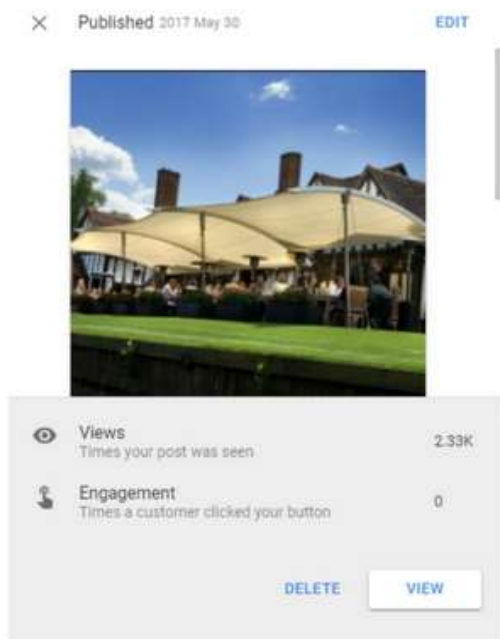 Published 2017 May 30
EDIT
Views
Times your post was seen
2.33K
Engagement
Times a customer clicked your button
0
DELETE
VIEW